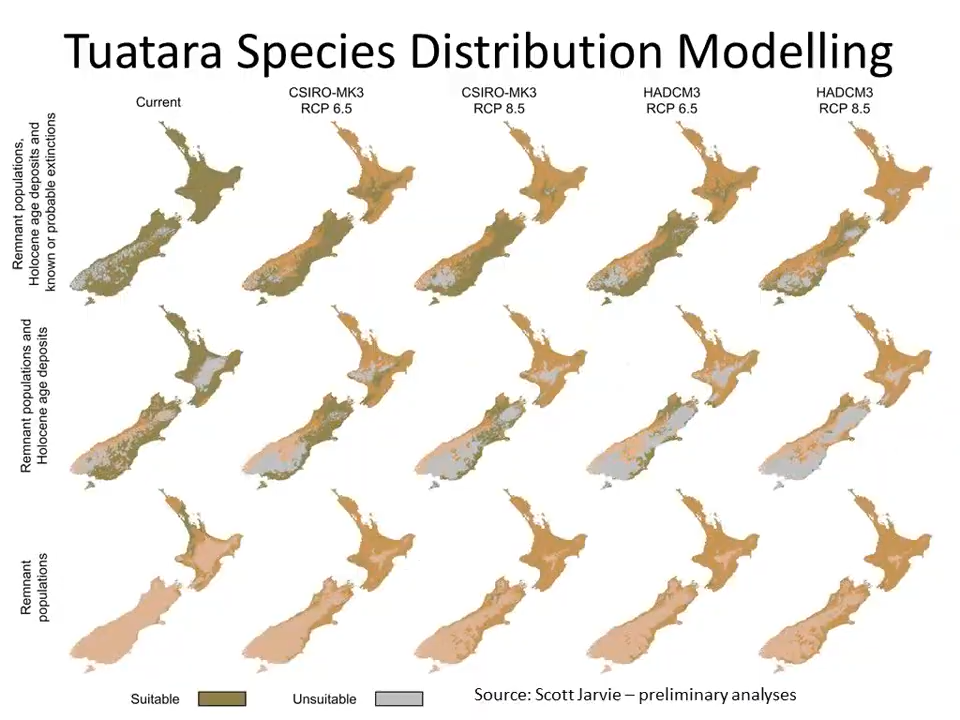 Tuatara Species Distribution Modelling
Current
CSIRO-MK3
RCP 6.5
CSIRO-MK3
RCP 8.5
HADCM3
RCP 6.5
HADCM3
RCP 8.5
Remnant populations,
Holocene age deposits and
known or probable extinctions
Remnant populations and
Holocene age deposits
Remnant
populations
Suitable
Unsuitable
Source: Scott Jarvie – preliminary analyses